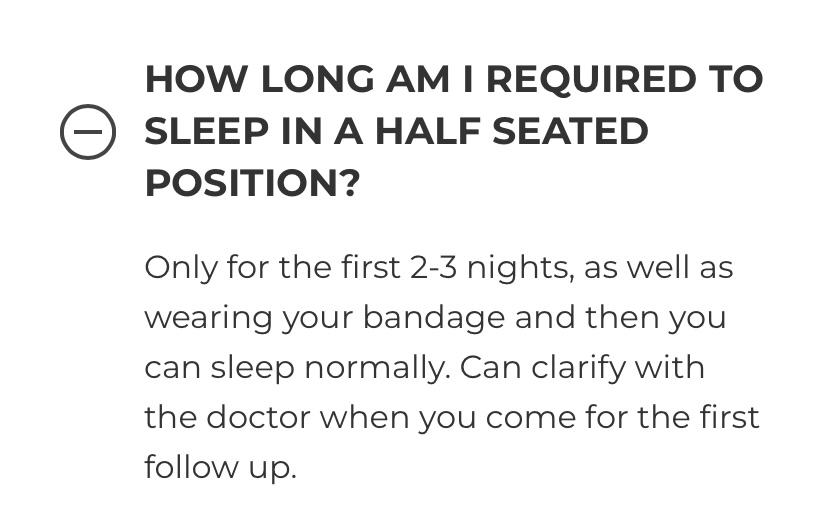 HOW LONG AM I REQUIRED TO
SLEEP IN A HALF SEATED
POSITION?
Only for the first 2-3 nights, as well as
wearing your bandage and then you
can sleep normally. Can clarify with
the doctor when you come for the first
follow up.